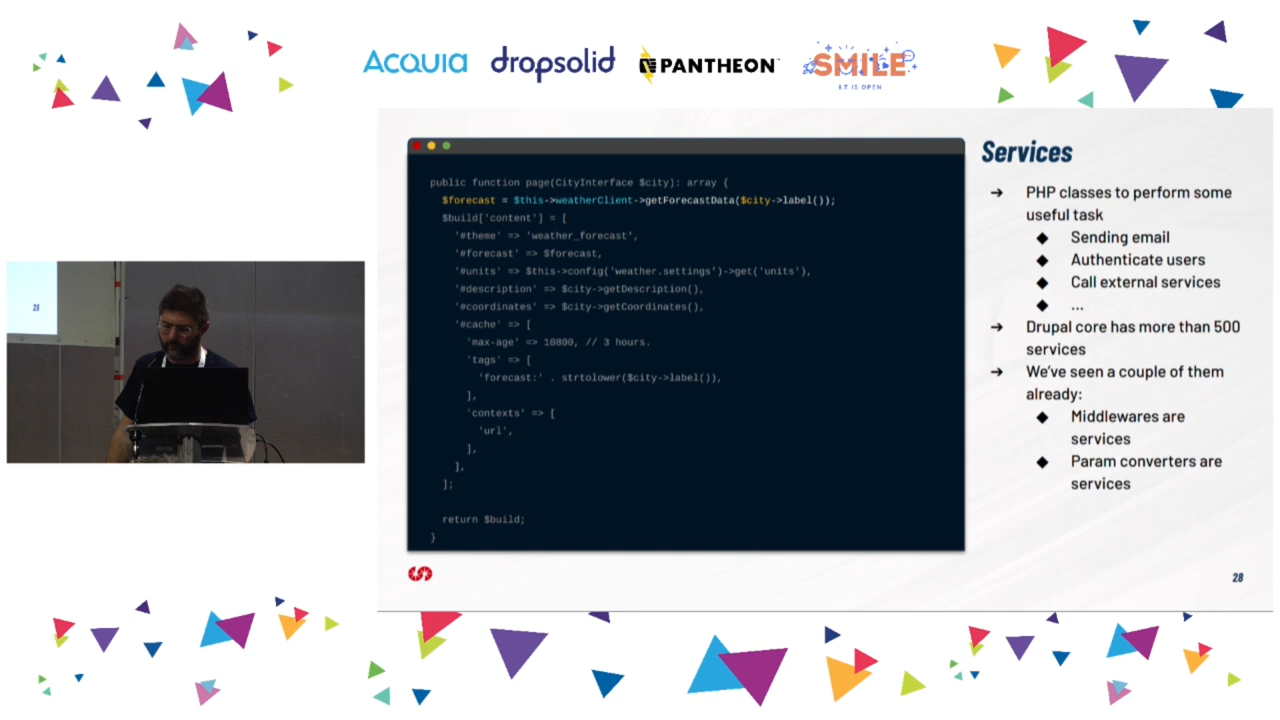 ACQUIA dropsolid PANTHEON SMILE
I.T IS OPEN
public function page(CityInterface $city): array {
$forecast = $this->weatherClient->getForecastData($city->label());
$build['content'] = [
'#theme' => 'weather_forecast',
'#forecast' => $forecast,
'#units' => $this->config('weather.settings')->get('units'),
'#description' => $city->getDescription(),
'#coordinates' => $city->getCoordinates(),
'#cache' => [
'max-age' => 10800, // 3 hours.
'tags' => [
'forecast:' . strtolower($city->label()),
],
'contexts' => [
'url',
],
],
];
return $build;
}
Services
➔ PHP classes to perform some
useful task
◆ Sending email
◆ Authenticate users
◆ Call external services
◆ ...
➔ Drupal core has more than 500
services
➔ We've seen a couple of them
already:
◆ Middlewares are
services
◆ Param converters are
services
28
28